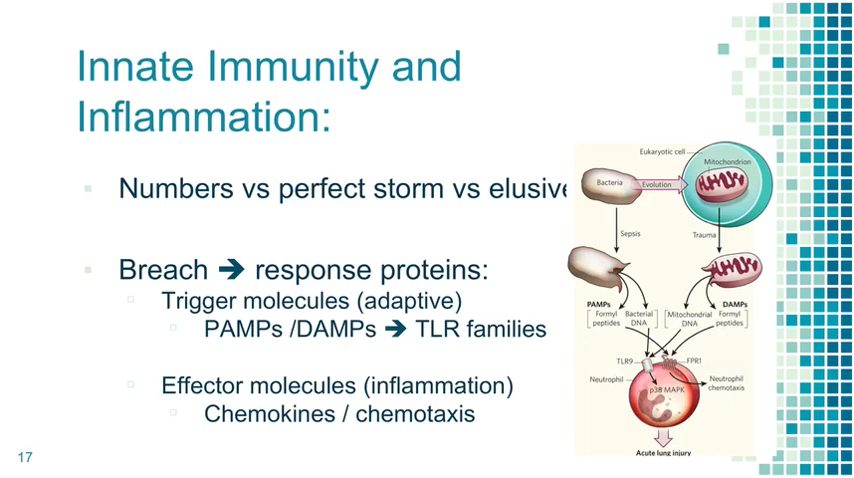 Innate Immunity and
Inflammation:
Numbers vs perfect storm vs elusive
Breach ➔ response proteins:
Trigger molecules (adaptive)
PAMPs /DAMPs ➔ TLR families
Effector molecules (inflammation)
Chemokines / chemotaxis
17
Eukaryotic cell
Mitochondrion
Bacteria
Evolution
Sepsis
Trauma
PAMPs
DAMPs
Formyl
peptides
Bacterial
DNA
Mitochondrial
DNA
Formyl
peptides
TLR9
FPR1
Neutrophil
p38 MAPK
Neutrophil
chemotaxis
Acute lung injury